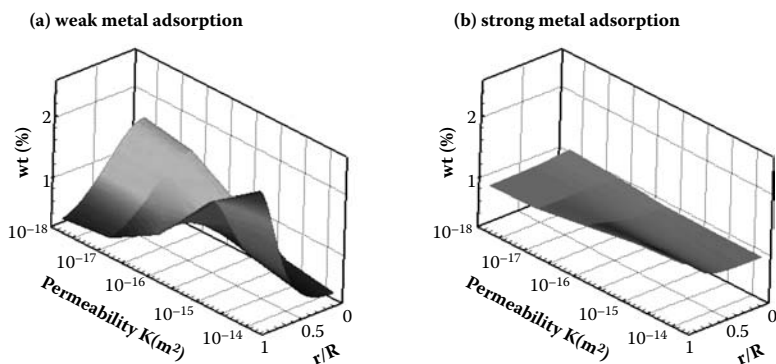 (a) weak metal adsorption
2
1
wt (%)
10⁻¹⁸
10⁻¹⁷
10⁻¹⁶
10⁻¹⁵
10⁻¹⁴
Permeability K(m²)
1
0.5
0
r/R
(b) strong metal adsorption
2
1
wt (%)
10⁻¹⁸
10⁻¹⁷
10⁻¹⁶
10⁻¹⁵
10⁻¹⁴
Permeability K(m²)
1
0.5
0
r/R